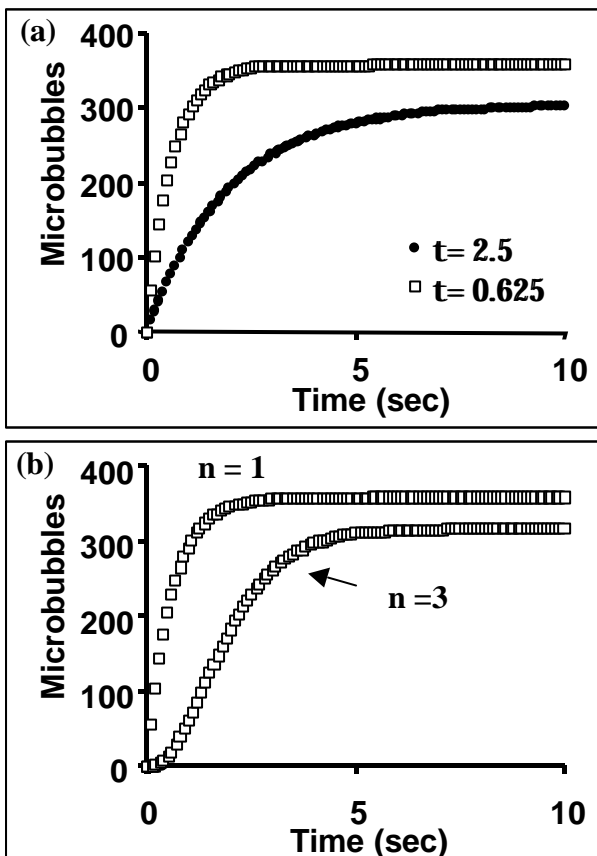 (a)
400
300
200
100
0
Microbubbles
t= 2.5
t= 0.625
0 5 10
Time (sec)
(b)
400
300
200
100
0
Microbubbles
n = 1
n =3
0 5 10
Time (sec)